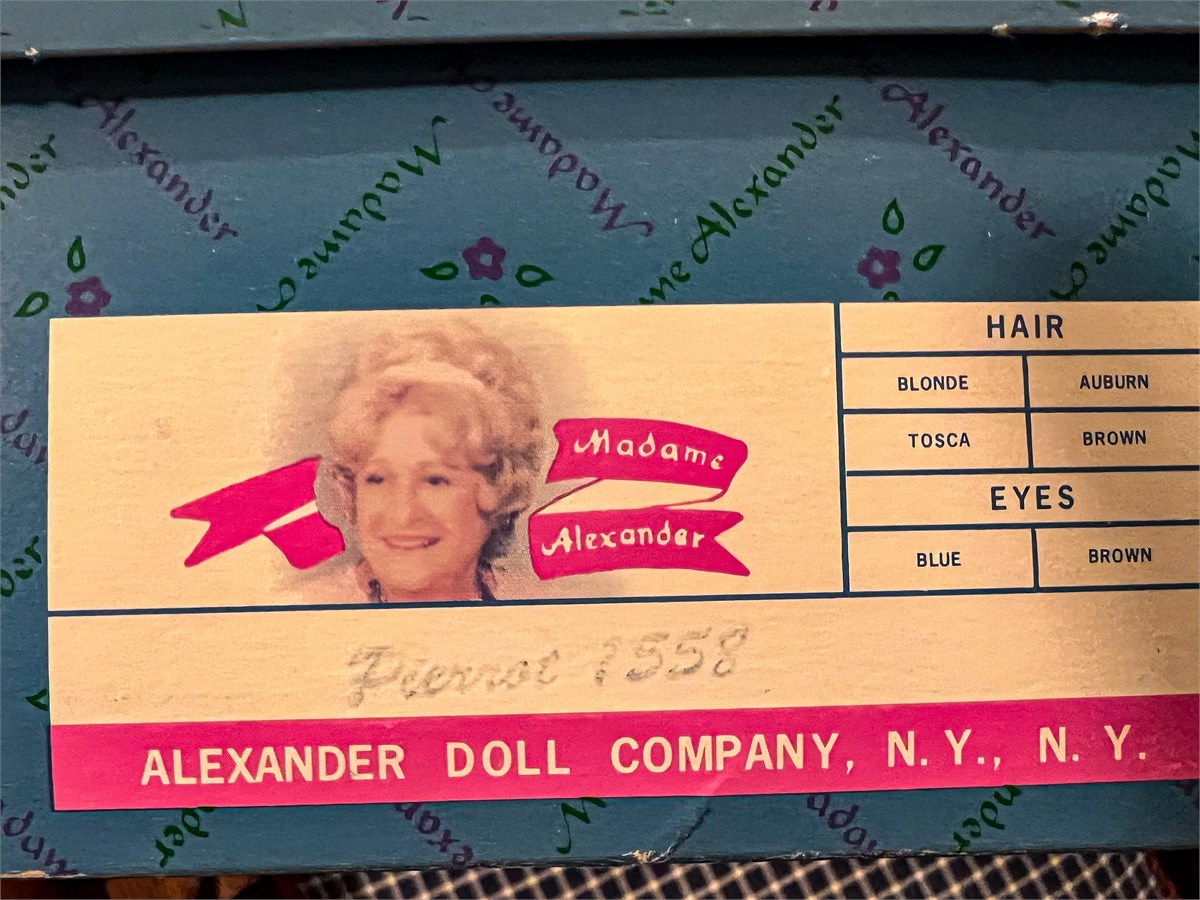 Alexander
Madame
Madame
Alexander
Alexander
Madame
HAIR
BLONDE
AUBURN
TOSCA
BROWN
EYES
BLUE
BROWN
Madame
Alexander
Pierrot 1558
ALEXANDER DOLL COMPANY, N.Y., N.Y.